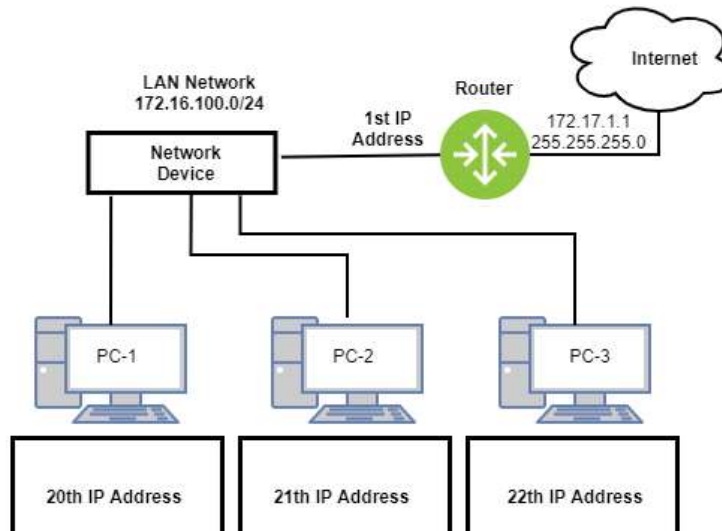 Internet
LAN Network
172.16.100.0/24
Router
1st IP
Address
172.17.1.1
255.255.255.0
Network
Device
PC-1
PC-2
PC-3
20th IP Address
21th IP Address
22th IP Address